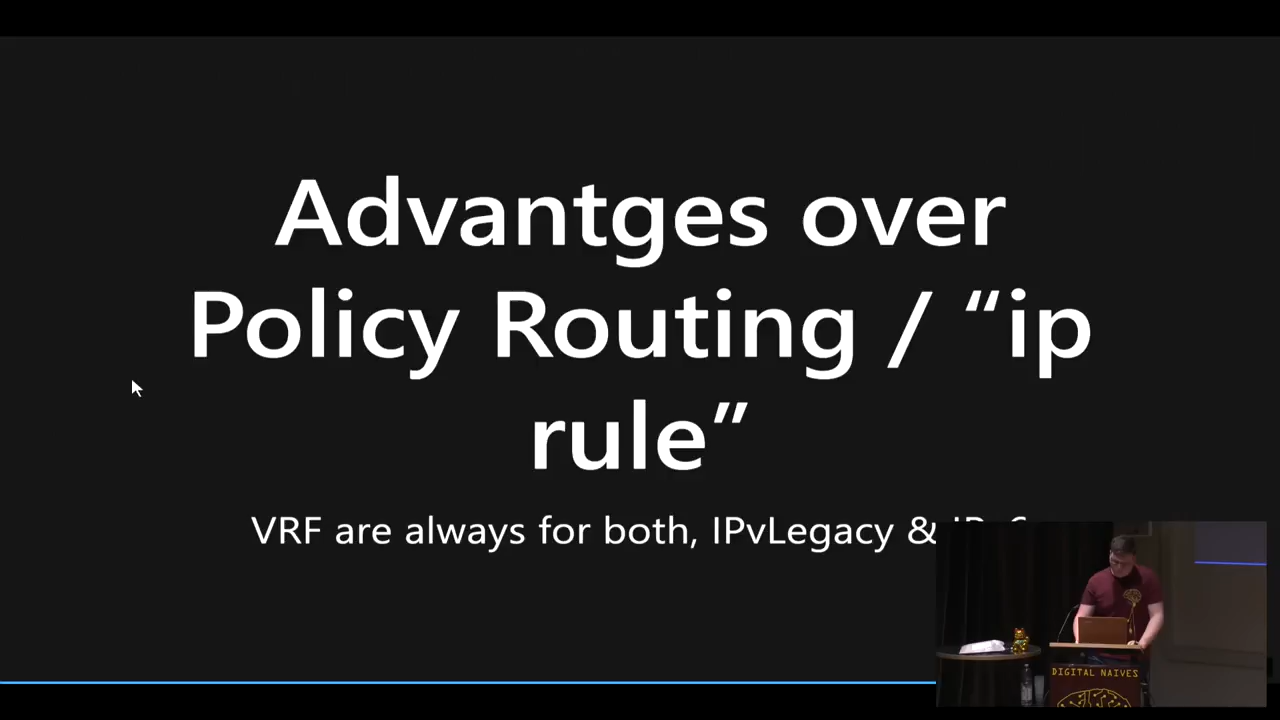 Advantges over
Policy Routing / “ip
rule”
VRF are always for both, IPvLegacy &
DIGITAL NAIVES